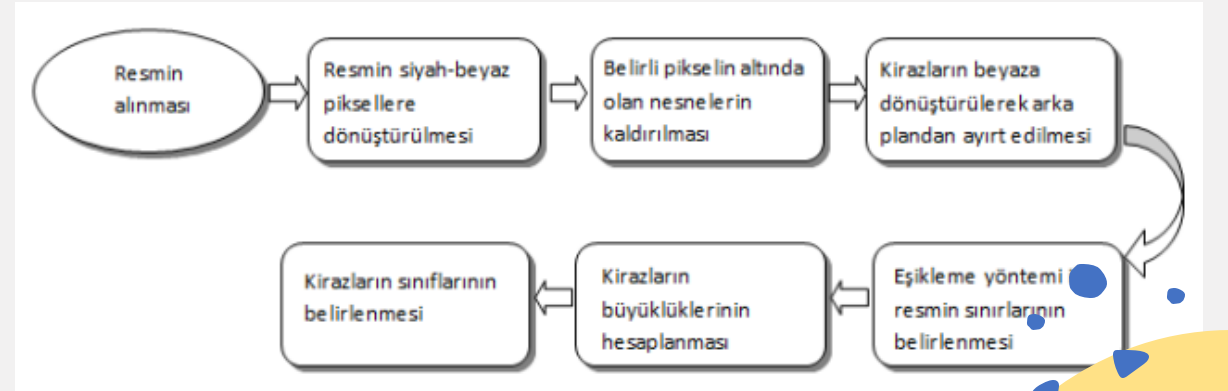 Resmin
alınması
Resmin siyah-beyaz
piksellere
dönüştürülmesi
Belirli pikselin altında
olan nesnelerin
kaldırılması
Kirazların beyaza
dönüştürülerek arka
plandan ayırt edilmesi
Eşikleme yöntemi
resmin sınırlarının
belirlenmesi
Kirazların
büyüklüklerinin
hesaplanması
Kirazların sınıflarının
belirlenmesi